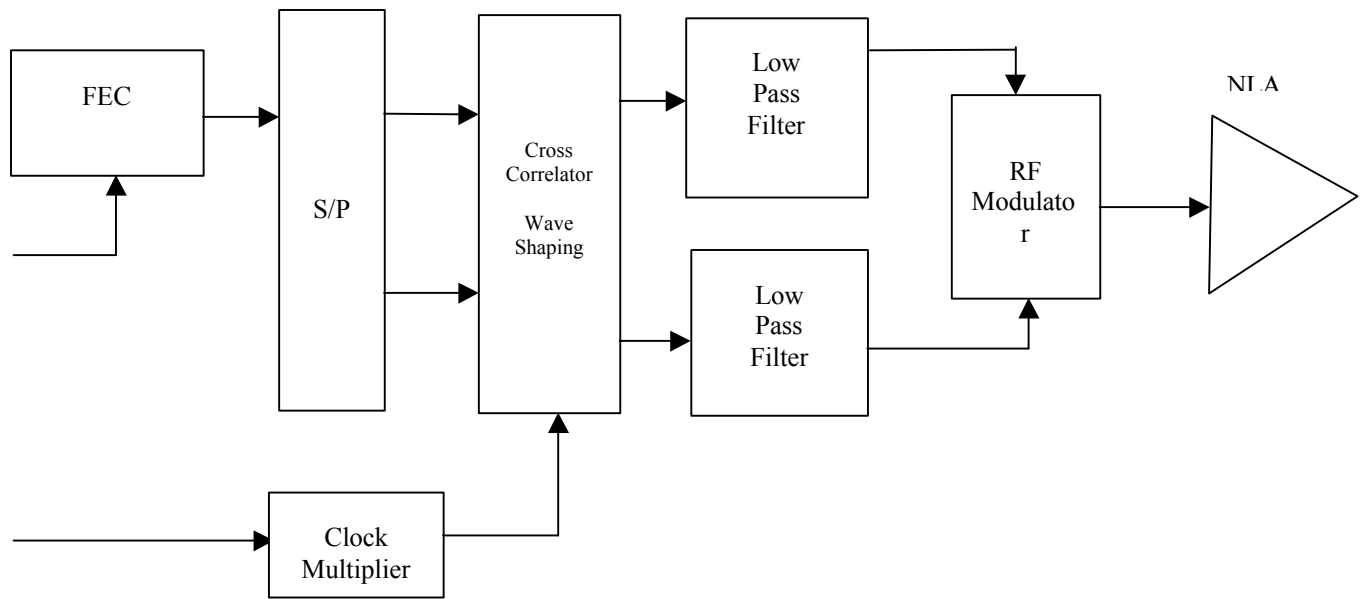 FEC
S/P
Cross
Correlator
Wave
Shaping
Low
Pass
Filter
Low
Pass
Filter
RF
Modulato
r
NLA
Clock
Multiplier